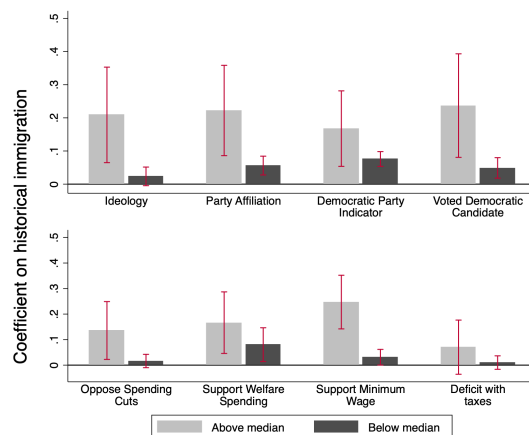 Coefficient on historical immigration
.5
.4
.3
.2
.1
0
Ideology
Party Affiliation
Democratic Party
Indicator
Voted Democratic
Candidate
.5
.4
.3
.2
.1
0
Oppose Spending
Cuts
Support Welfare
Spending
Support Minimum
Wage
Deficit with
taxes
Above median
Below median